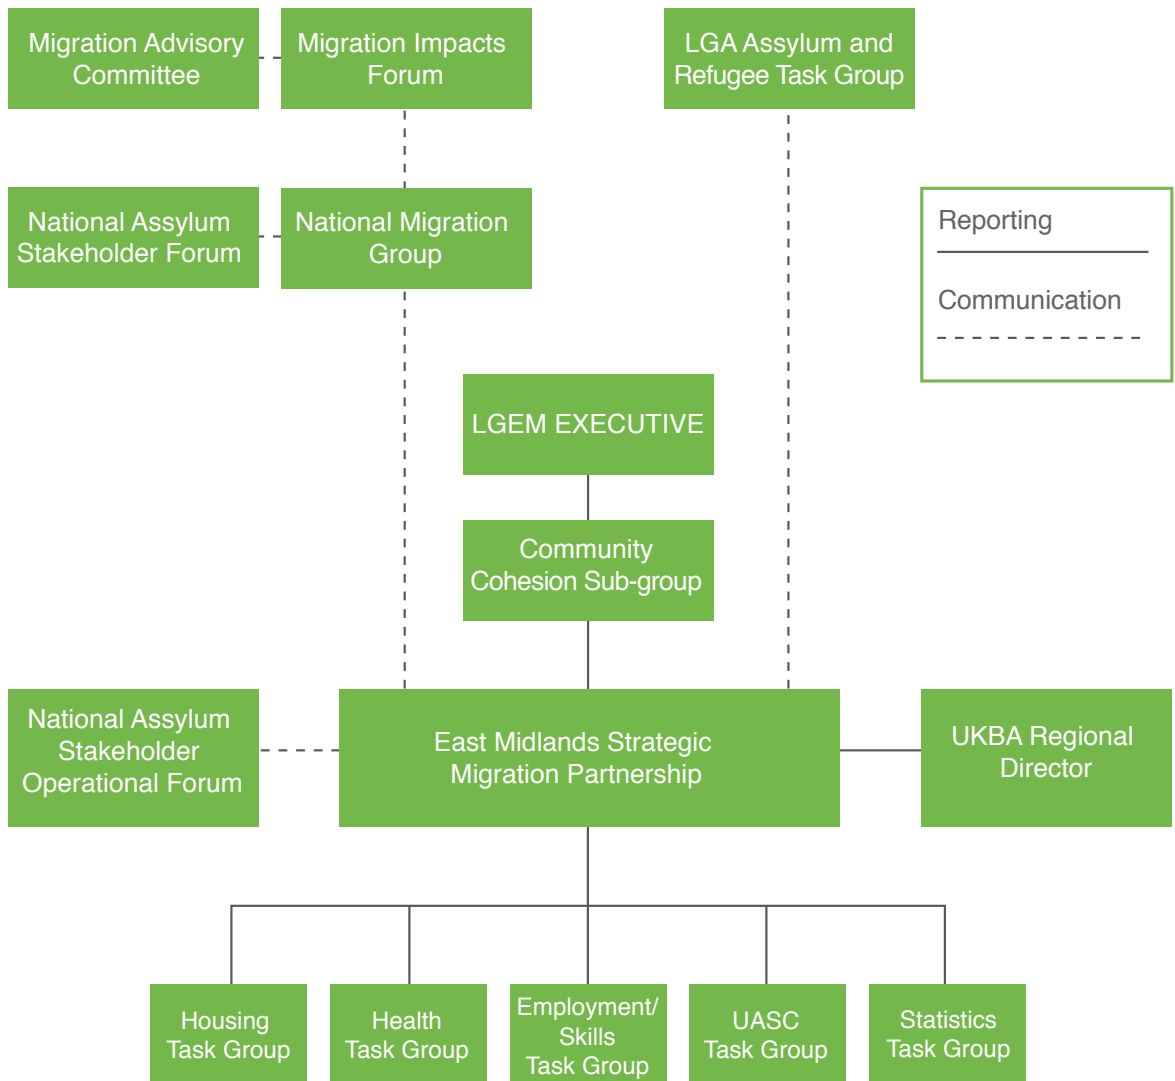 Migration Advisory
Committee
Migration Impacts
Forum
LGA Assylum and
Refugee Task Group
National Assylum
Stakeholder Forum
National Migration
Group
Reporting
Communication
LGEM EXECUTIVE
Community
Cohesion Sub-group
National Assylum
Stakeholder
Operational Forum
East Midlands Strategic
Migration Partnership
UKBA Regional
Director
Housing
Task Group
Health
Task Group
Employment/
Skills
Task Group
UASC
Task Group
Statistics
Task Group